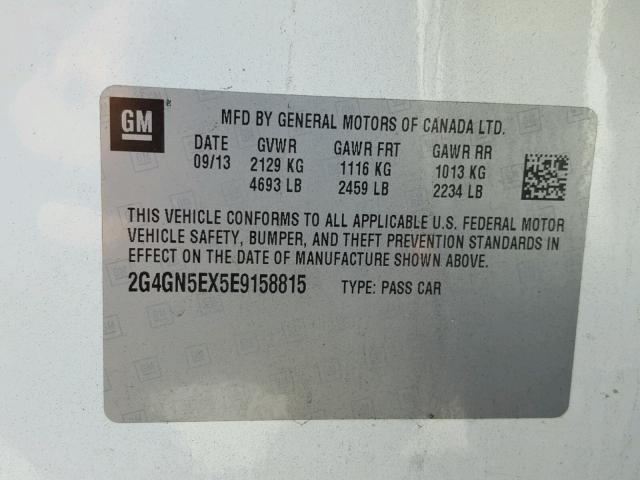 GM
MFD BY GENERAL MOTORS OF CANADA LTD.
DATE GVWR GAWR FRT GAWR RR
09/13 2129 KG 1116 KG 1013 KG
4693 LB 2459 LB 2234 LB
THIS VEHICLE CONFORMS TO ALL APPLICABLE U.S. FEDERAL MOTOR
VEHICLE SAFETY, BUMPER, AND THEFT PREVENTION STANDARDS IN
EFFECT ON THE DATE OF MANUFACTURE SHOWN ABOVE.
2G4GN5EX5E9158815 TYPE: PASS CAR